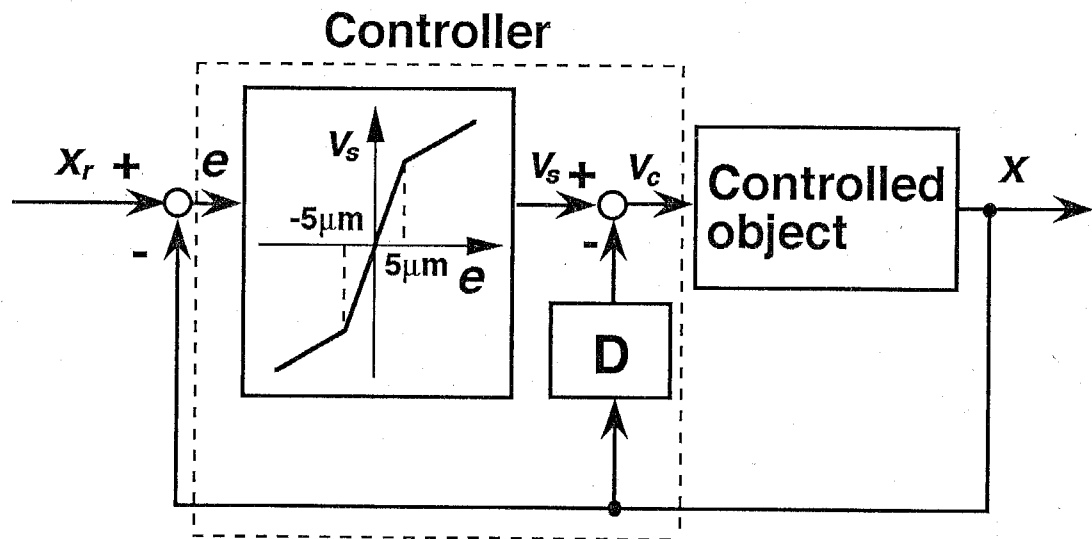 Controller
Xr + e
-
Vs
-5μm
5μm
e
Vs + Vc
-
D
Controlled
object
X